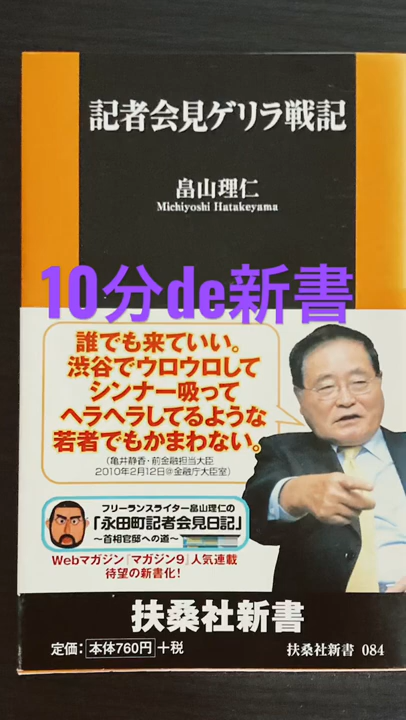 記者会見ゲリラ戦記
畠山理仁
Michiyoshi Hatakeyama
10分de新書
誰でも来ていい。
渋谷でウロウロして
シンナー吸って
ヘラヘラしてるような
若者でもかまわない。
(亀井静香・前金融担当大臣
2010年2月12日@金融庁大臣室)
フリーランスライター畠山理仁の
「永田町記者会見日記」
~首相官邸への道~
Webマガジン『マガジン9』人気連載
待望の新書化!
扶桑社新書
定価:本体760円+税
扶桑社新書 084